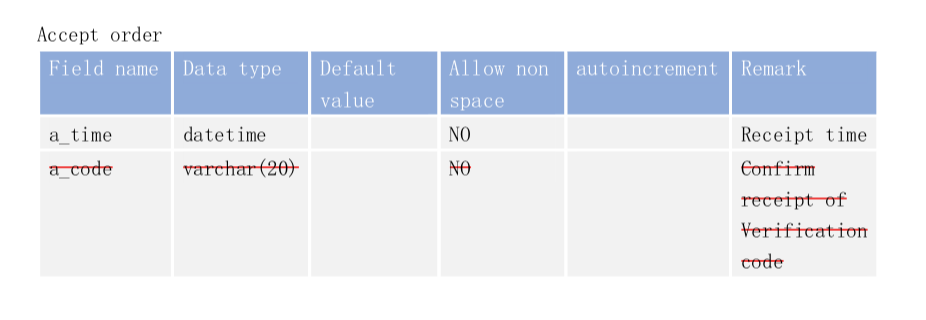 Accept order
Field name Data type Default value Allow non space autoincrement Remark
a_time datetime NO Receipt time
a_code varchar(20) NO Confirm receipt of Verification code